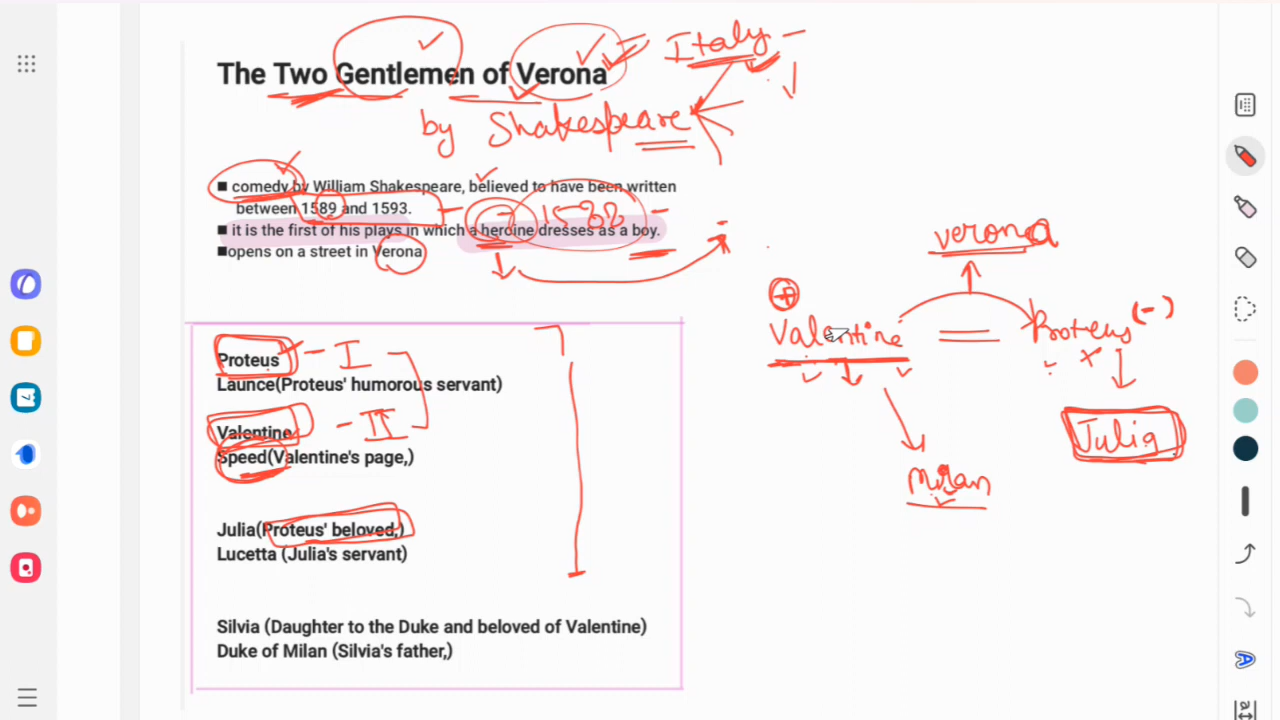 The Two Gentlemen of Verona
= Italy -
by Shakespeare
■ comedy by William Shakespeare, believed to have been written
between 1589 and 1593.
- 1588 -
■ it is the first of his plays in which a heroine dresses as a boy.
■opens on a street in Verona
Verona
+
Valentine = Proteus (-)
Julia
Milan
Proteus - I
Launce(Proteus' humorous servant)
Valentine - II
Speed(Valentine's page,)
Julia(Proteus' beloved,)
Lucetta (Julia's servant)
Silvia (Daughter to the Duke and beloved of Valentine)
Duke of Milan (Silvia's father,)